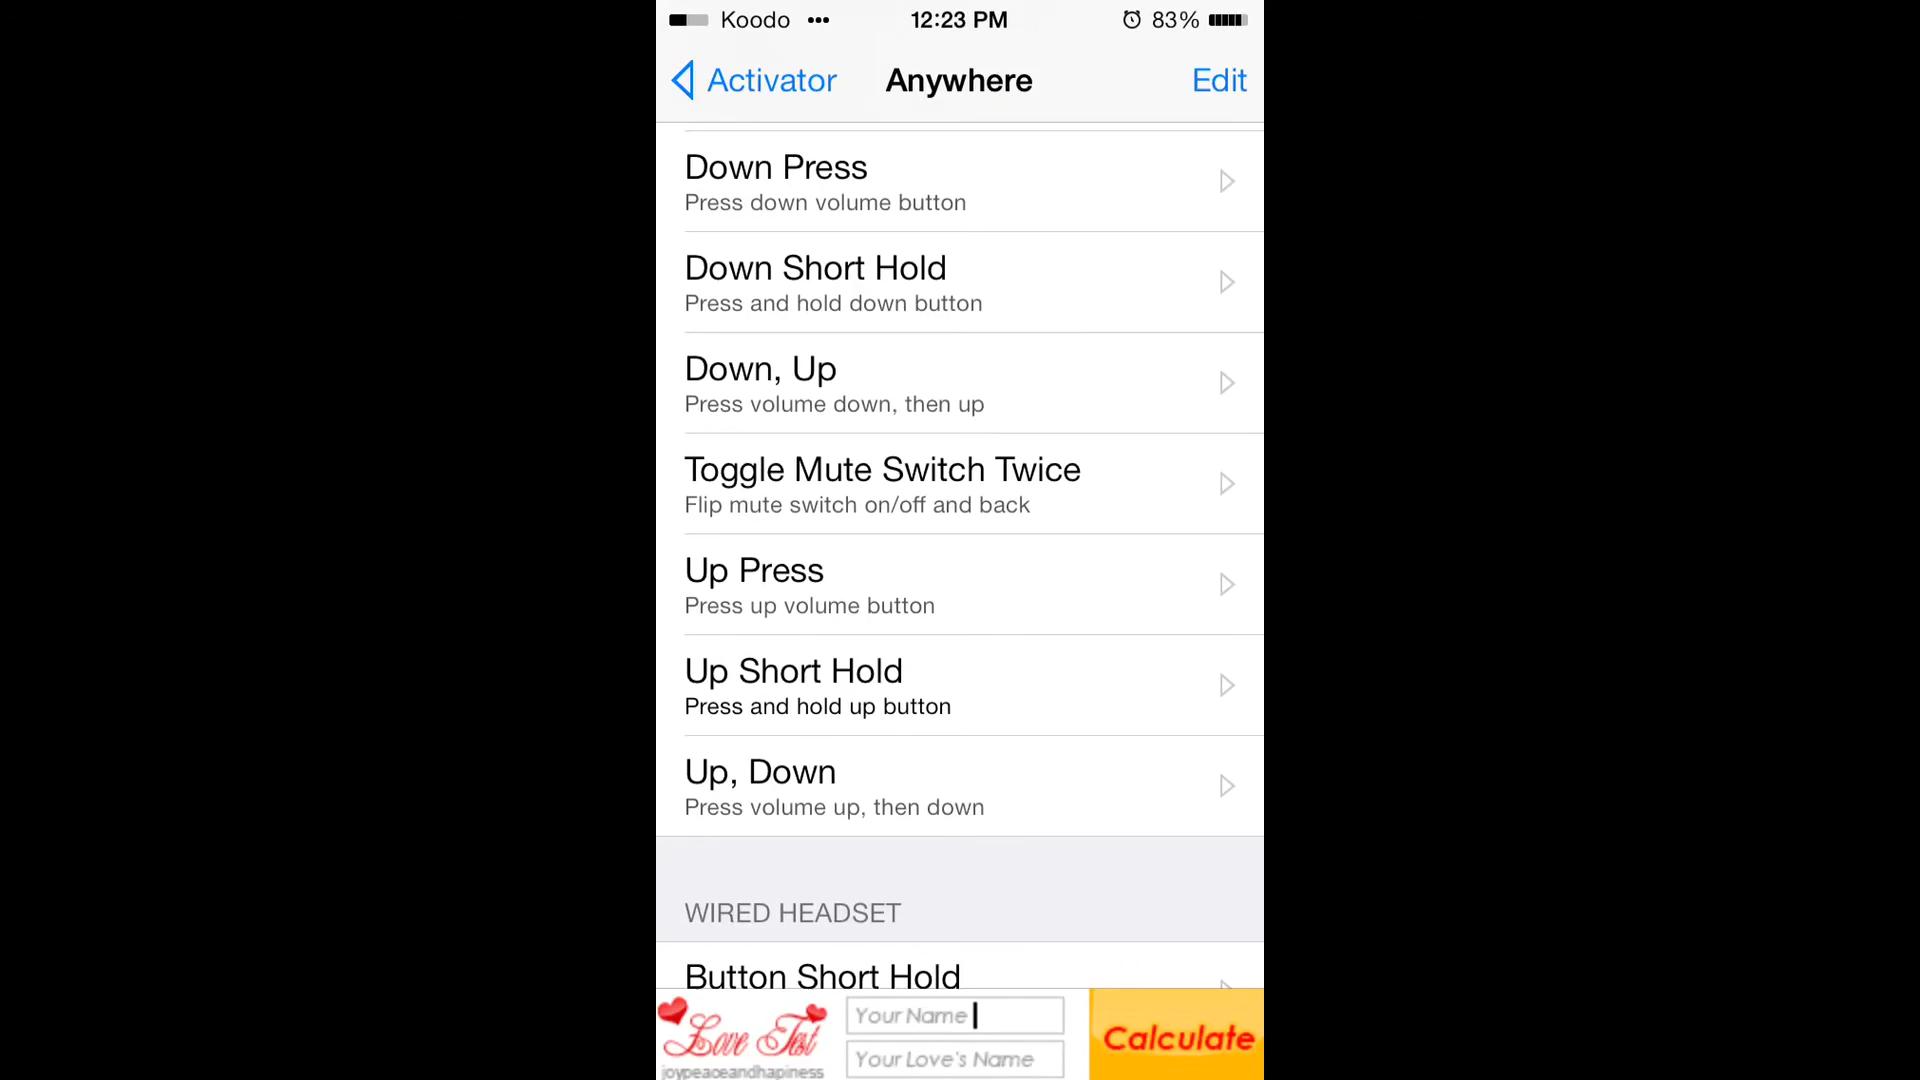 Koodo
12:23 PM
83%
Activator
Anywhere
Edit
Down Press
Press down volume button
Down Short Hold
Press and hold down button
Down, Up
Press volume down, then up
Toggle Mute Switch Twice
Flip mute switch on/off and back
Up Press
Press up volume button
Up Short Hold
Press and hold up button
Up, Down
Press volume up, then down
WIRED HEADSET
Button Short Hold
Love Test
joypeaceandhapiness
Your Name
Your Love's Name
Calculate